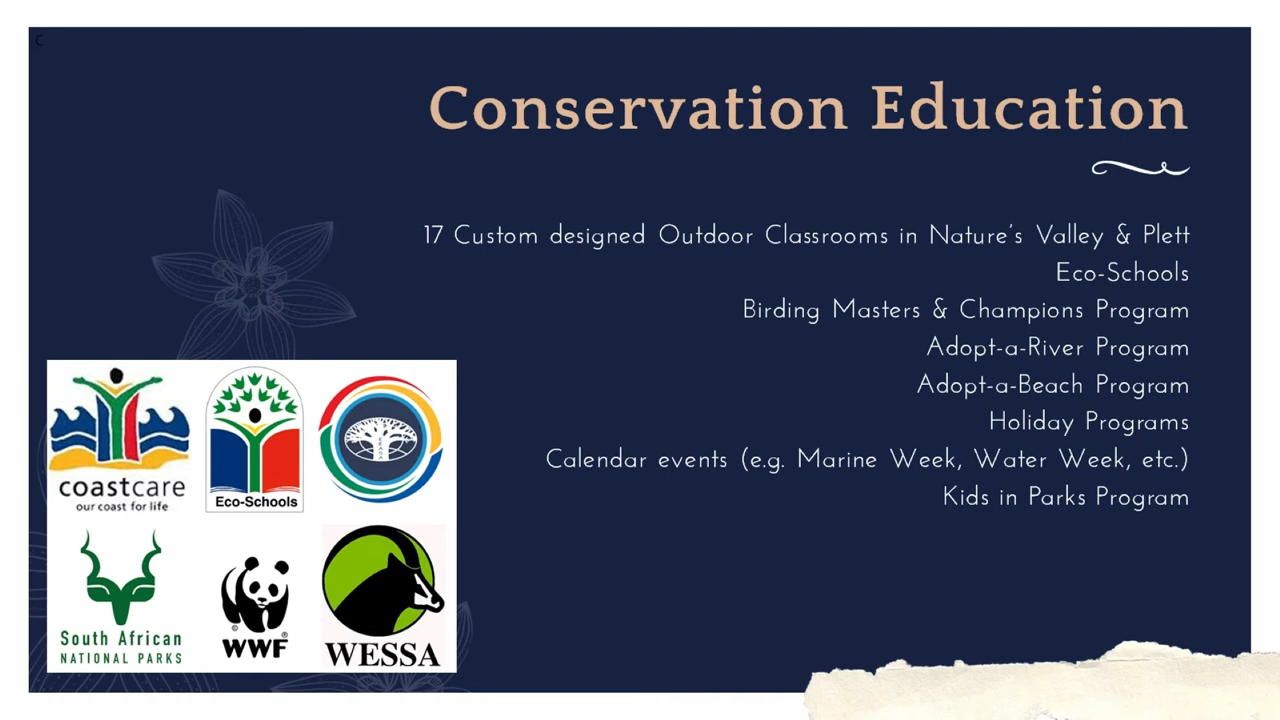 C
Conservation Education
17 Custom designed Outdoor Classrooms in Nature's Valley & Plett
Eco-Schools
Birding Masters & Champions Program
Adopt-a-River Program
Adopt-a-Beach Program
Holiday Programs
Calendar events (e.g. Marine Week, Water Week, etc.)
Kids in Parks Program
coastcare
our coast for life
Eco-Schools
South African
NATIONAL PARKS
©
WWF
®
WESSA